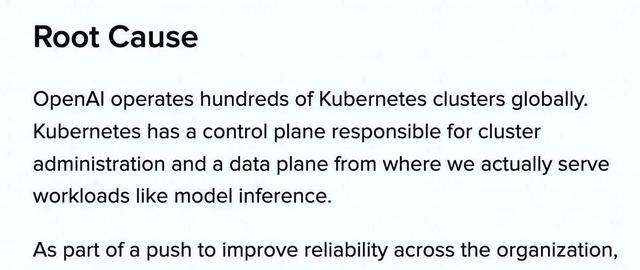 Root Cause
OpenAI operates hundreds of Kubernetes clusters globally.
Kubernetes has a control plane responsible for cluster
administration and a data plane from where we actually serve
workloads like model inference.
As part of a push to improve reliability across the organization,